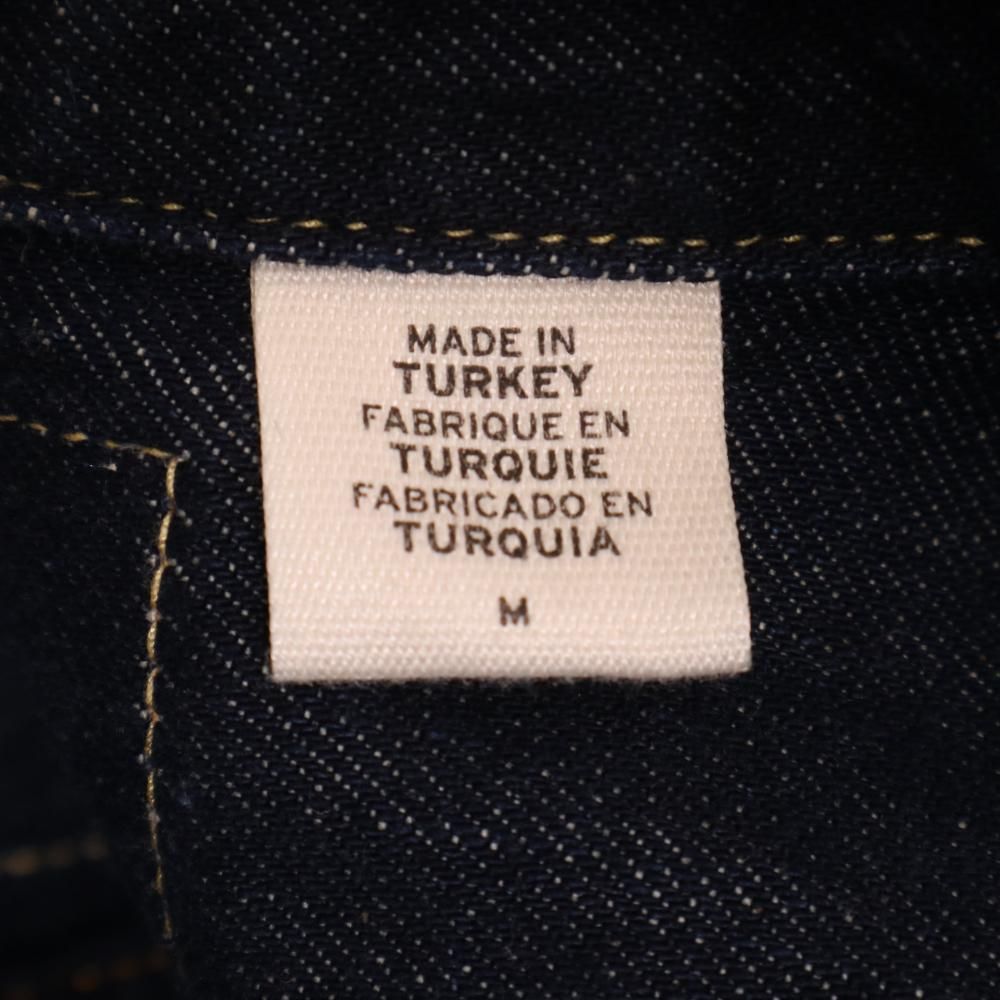 MADE IN
TURKEY
FABRIQUE EN
TURQUIE
FABRICADO EN
TURQUIA
M